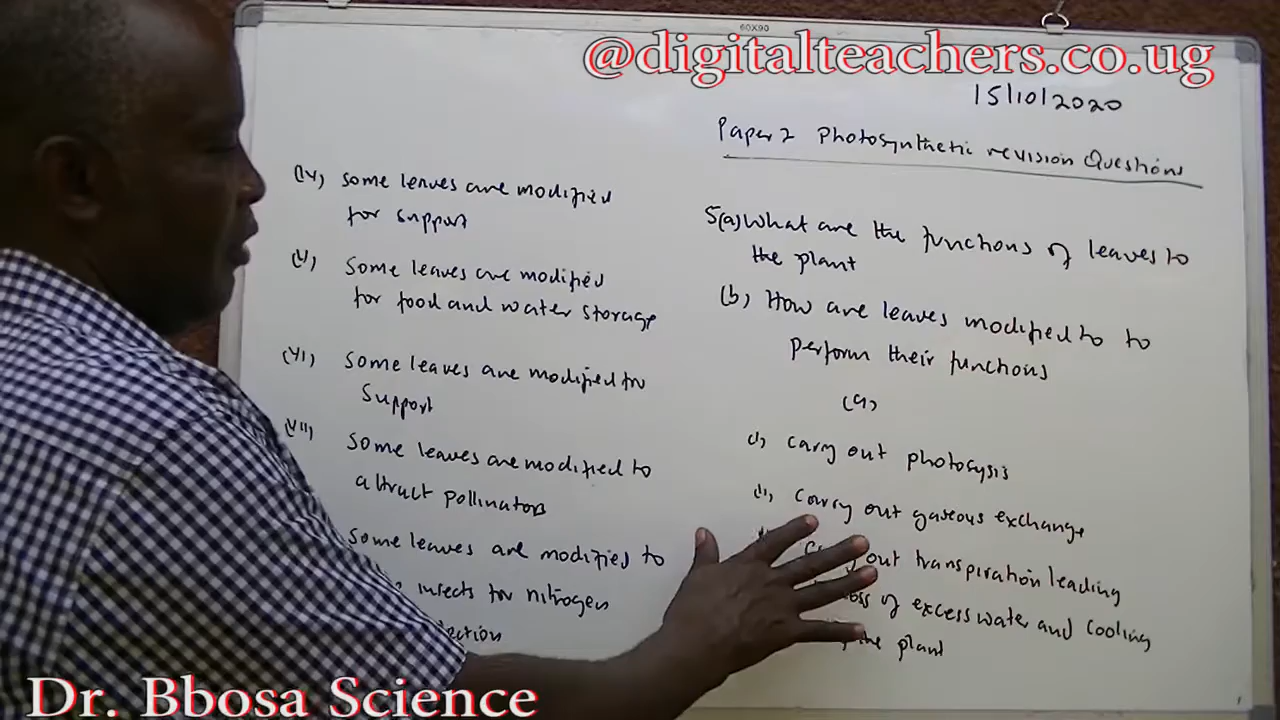 60X90
@digitalteachers.co.ug
15/10/2020
Paper 2 Photosynthetic revision Questions
5(a) What are the functions of leaves to
the plant
(b) How are leaves modified to to
perform their functions
(a)
i) Carry out photosysis
ii) Carry out gaseous exchange
out transpiration leading
loss of excess water and cooling
the plant
(iv) some leaves are modified
for support
(v) Some leaves are modified
for food and water storage
(vi) Some leaves are modified for
Support
(vii) Some leaves are modified to
attract pollinators
Some leaves are modified to
insects for nitrogen
Dr. Bbosa Science